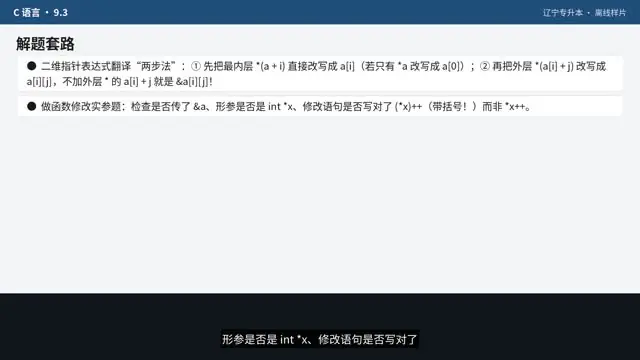 C 语言 • 9.3
辽宁专升本 • 离线样片
解题套路
● 二维指针表达式翻译“两步法”：① 先把最内层 *(a + i) 直接改写成 a[i]（若只有 *a 改写成 a[0]）；② 再把外层 *(a[i] + j) 改写成
a[i][j]，不加外层 * 的 a[i] + j 就是 &a[i][j]！
● 做函数修改实参题：检查是否传了 &a、形参是否是 int *x、修改语句是否写对了 (*x)++（带括号！）而非 *x++。
形参是否是 int *x、修改语句是否写对了